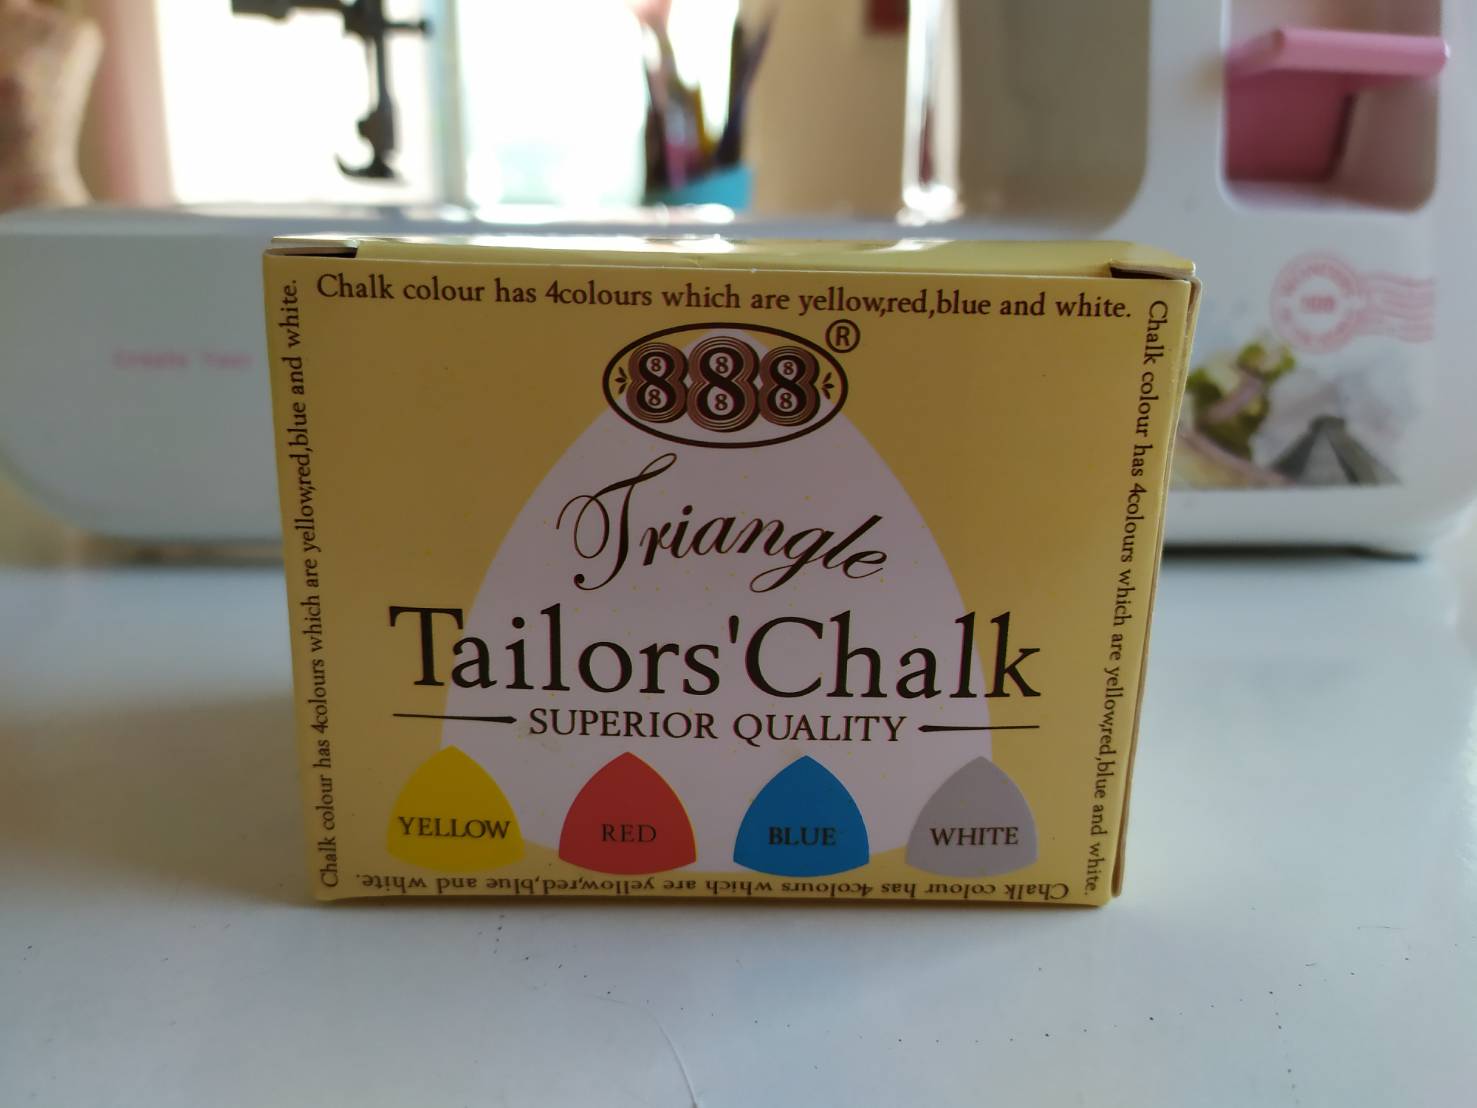 Chalk colour has 4colours which are yellow,red,blue and white.
888®
Triangle
Tailors'Chalk
SUPERIOR QUALITY
YELLOW
RED
BLUE
WHITE
Chalk colour has 4colours which are yellow,red,blue and white.
Chalk colour has 4colours which are yellow,red,blue and white.
Chalk colour has 4colours which are yellow,red,blue and white.